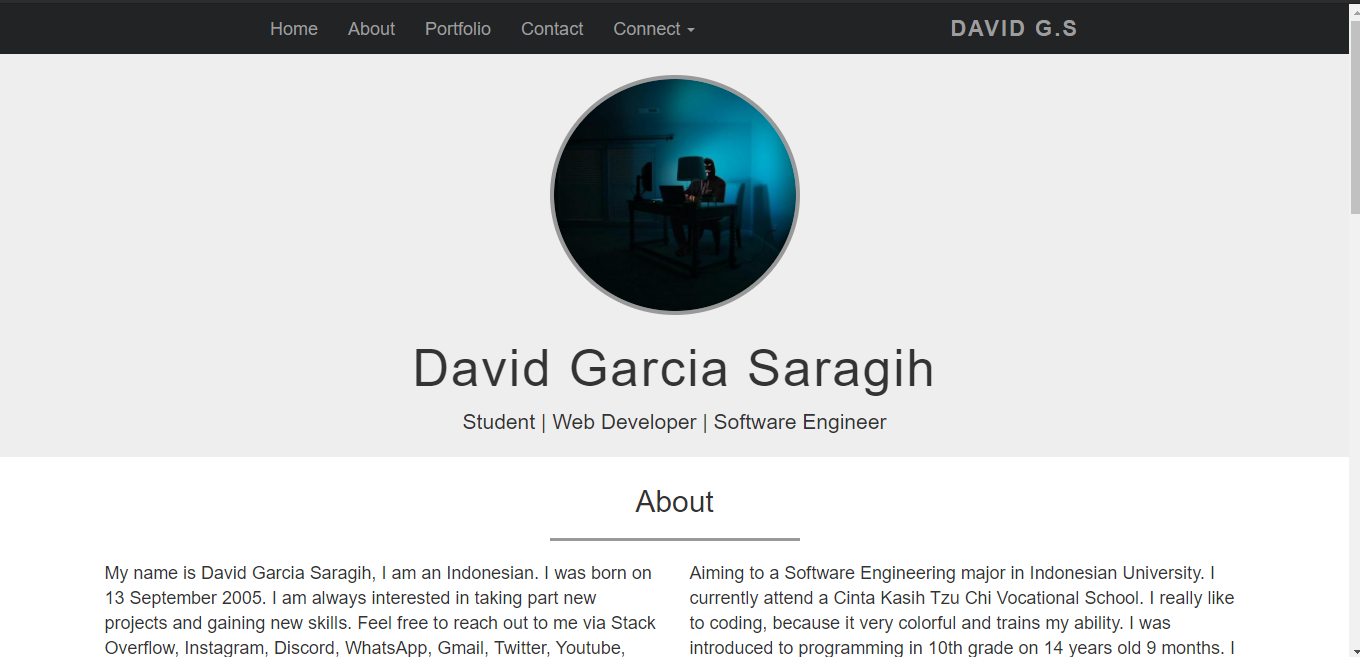 Home About Portfolio Contact Connect DAVID G.S
David Garcia Saragih
Student | Web Developer | Software Engineer
About
My name is David Garcia Saragih, I am an Indonesian. I was born on
13 September 2005. I am always interested in taking part new
projects and gaining new skills. Feel free to reach out to me via Stack
Overflow, Instagram, Discord, WhatsApp, Gmail, Twitter, Youtube,
Aiming to a Software Engineering major in Indonesian University. I
currently attend a Cinta Kasih Tzu Chi Vocational School. I really like
to coding, because it very colorful and trains my ability. I was
introduced to programming in 10th grade on 14 years old 9 months. I